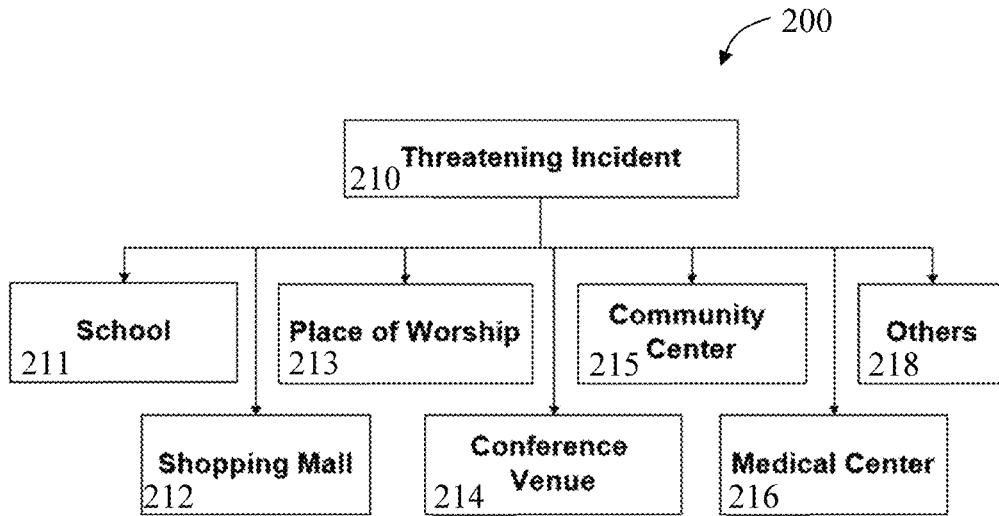 200
Threatening Incident
210
School
211
Place of Worship
213
Community
Center
215
Others
218
Shopping Mall
212
Conference
Venue
214
Medical Center
216